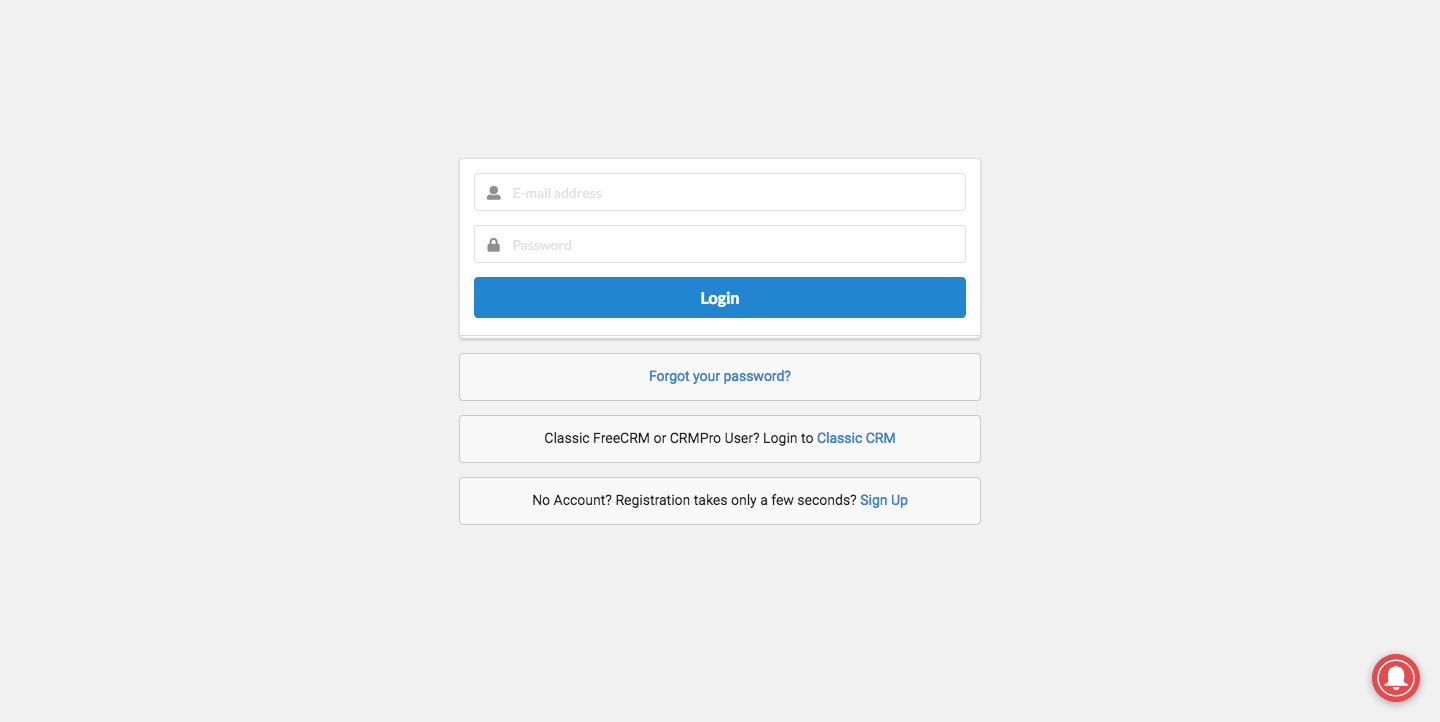 E-mail address
Password
Login
Forgot your password?
Classic FreeCRM or CRMPro User? Login to Classic CRM
No Account? Registration takes only a few seconds? Sign Up